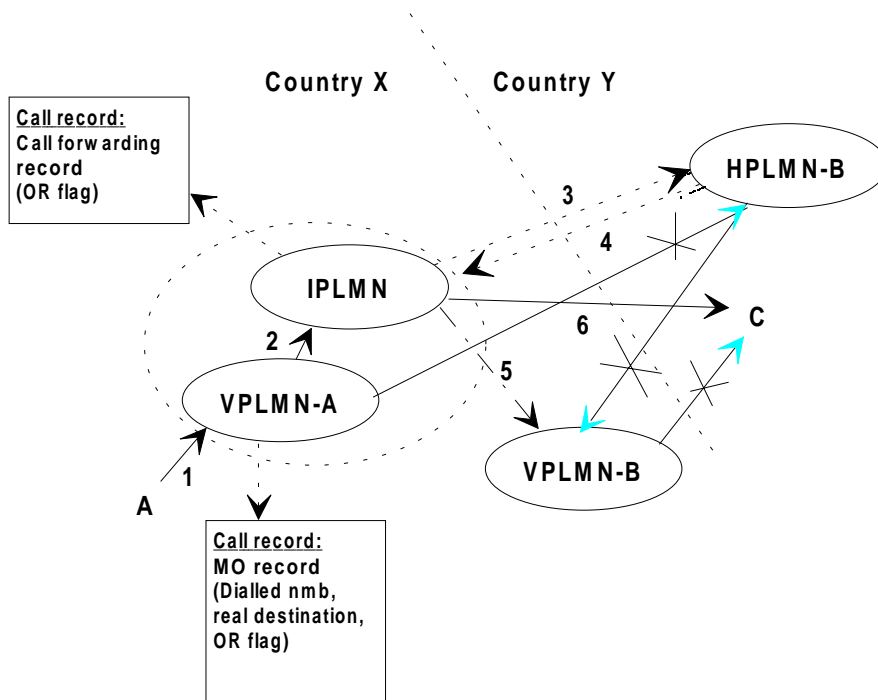 Country X
Country Y
Call record:
Call forwarding
record
(OR flag)
HPLMN-B
3
4
IPLMN
C
2
6
5
VPLMN-A
VPLMN-B
1
A
Call record:
MO record
(Dialled nmb,
real destination,
OR flag)